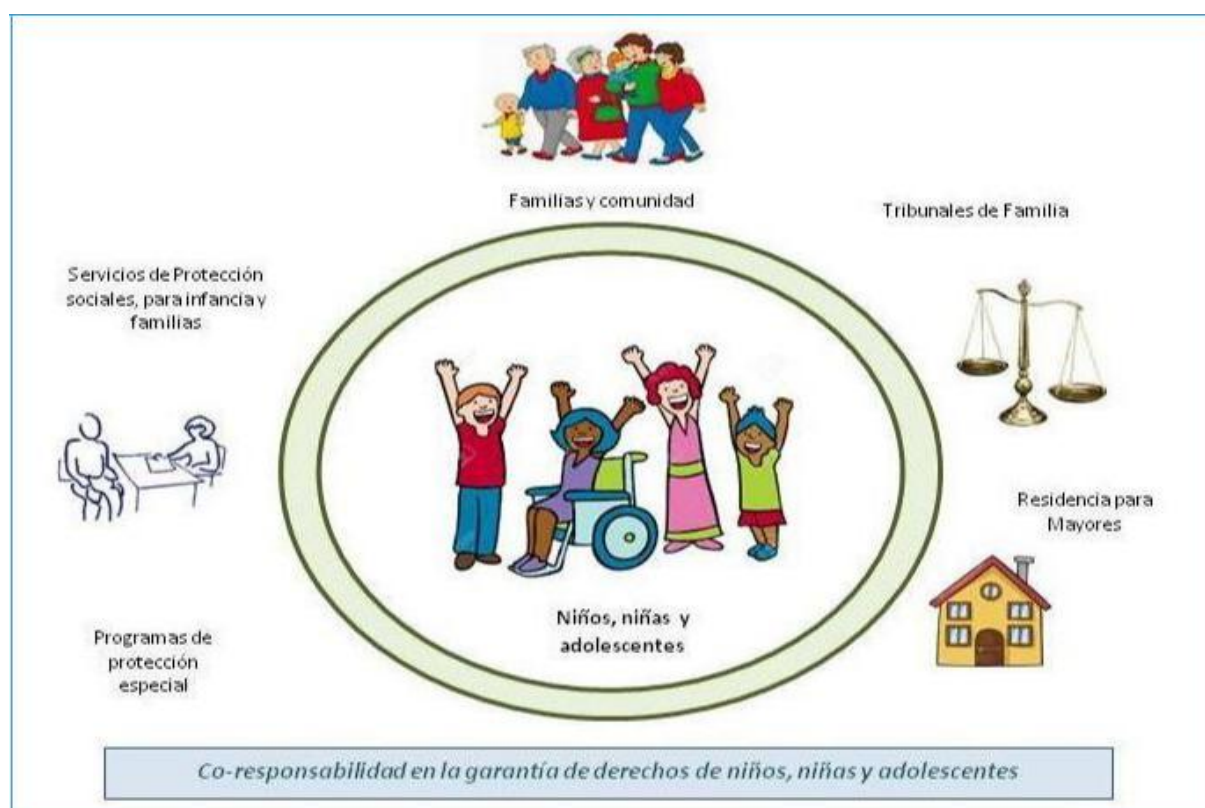 Familias y comunidad
Tribunales de Familia
Servicios de Protección
sociales, para infancia y
familias
Residencia para
Mayores
Niños, niñas y
adolescentes
Programas de
protección
especial
Co-responsabilidad en la garantía de derechos de niños, niñas y adolescentes